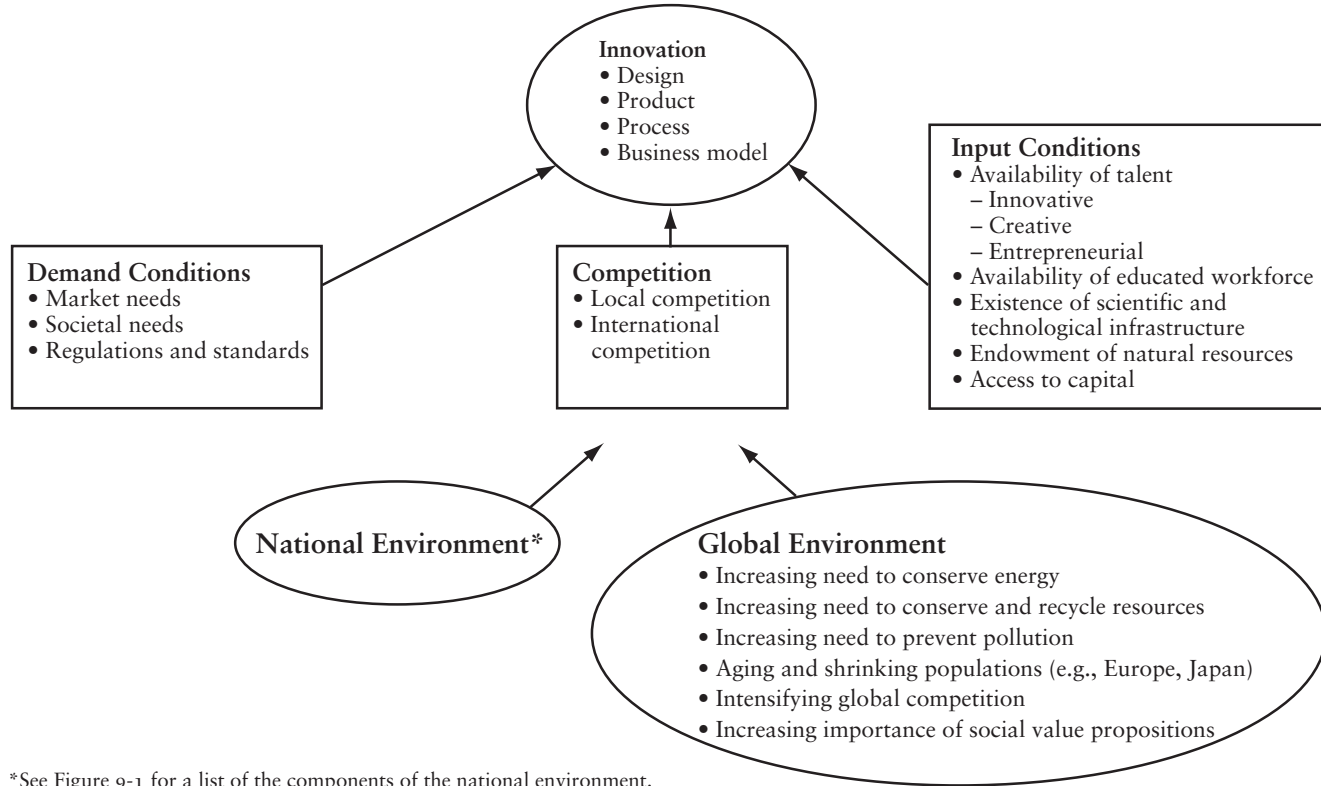 Innovation
• Design
• Product
• Process
• Business model
Demand Conditions
• Market needs
• Societal needs
• Regulations and standards
Competition
• Local competition
• International
competition
Input Conditions
• Availability of talent
– Innovative
– Creative
– Entrepreneurial
• Availability of educated workforce
• Existence of scientific and
technological infrastructure
• Endowment of natural resources
• Access to capital
National Environment*
Global Environment
• Increasing need to conserve energy
• Increasing need to conserve and recycle resources
• Increasing need to prevent pollution
• Aging and shrinking populations (e.g., Europe, Japan)
• Intensifying global competition
• Increasing importance of social value propositions
*See Figure 9-1 for a list of the components of the national environment.